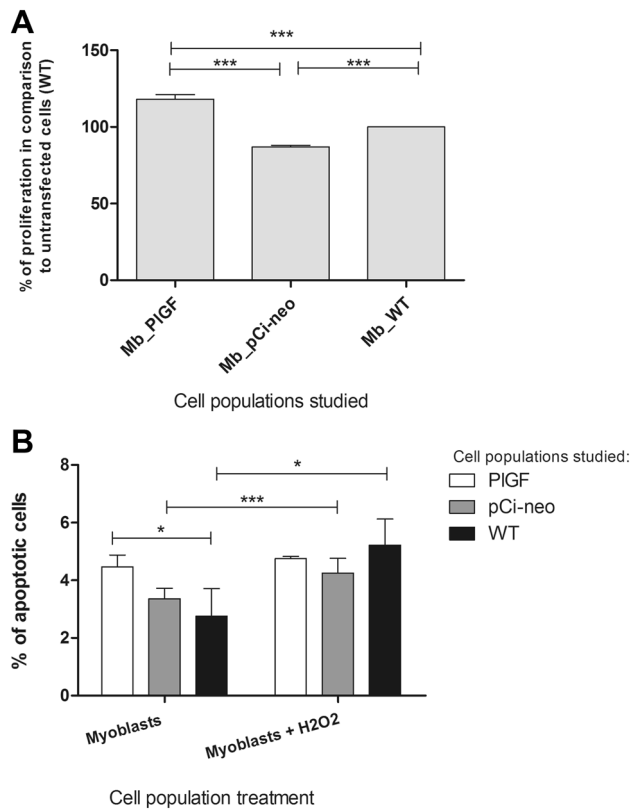 A
% of proliferation in comparison
to untransfected cells (WT)
150
100
50
0
***
***
***
Mb_PlGF
Mb_pCi-neo
Mb_WT
Cell populations studied
B
% of apoptotic cells
8
6
4
2
0
*
***
*
Myoblasts
Myoblasts + H2O2
Cell population treatment
Cell populations studied:
PlGF
pCi-neo
WT